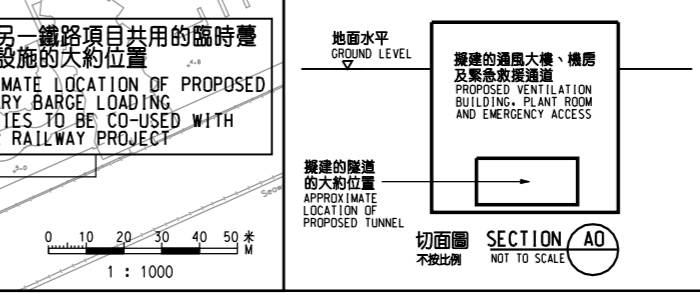 另一鐵路項目共用的臨時躉
設施的大約位置
IMATE LOCATION OF PROPOSED
RY BARGE LOADING
IES TO BE CO-USED WITH
RAILWAY PROJECT
0 10 20 30 40 50 米
M
1 : 1000
地面水平
GROUND LEVEL
擬建的通風大樓、機房
及緊急救援通道
PROPOSED VENTILATION
BUILDING, PLANT ROOM
AND EMERGENCY ACCESS
擬建的隧道
的大約位置
APPROXIMATE
LOCATION OF
PROPOSED TUNNEL
切面圖 SECTION A0
不按比例 NOT TO SCALE